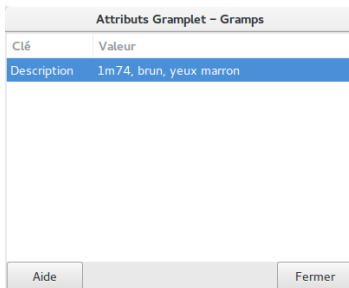 Attributs Gramplet – Gramps
Clé Valeur
Description 1m74, brun, yeux marron
Aide Fermer